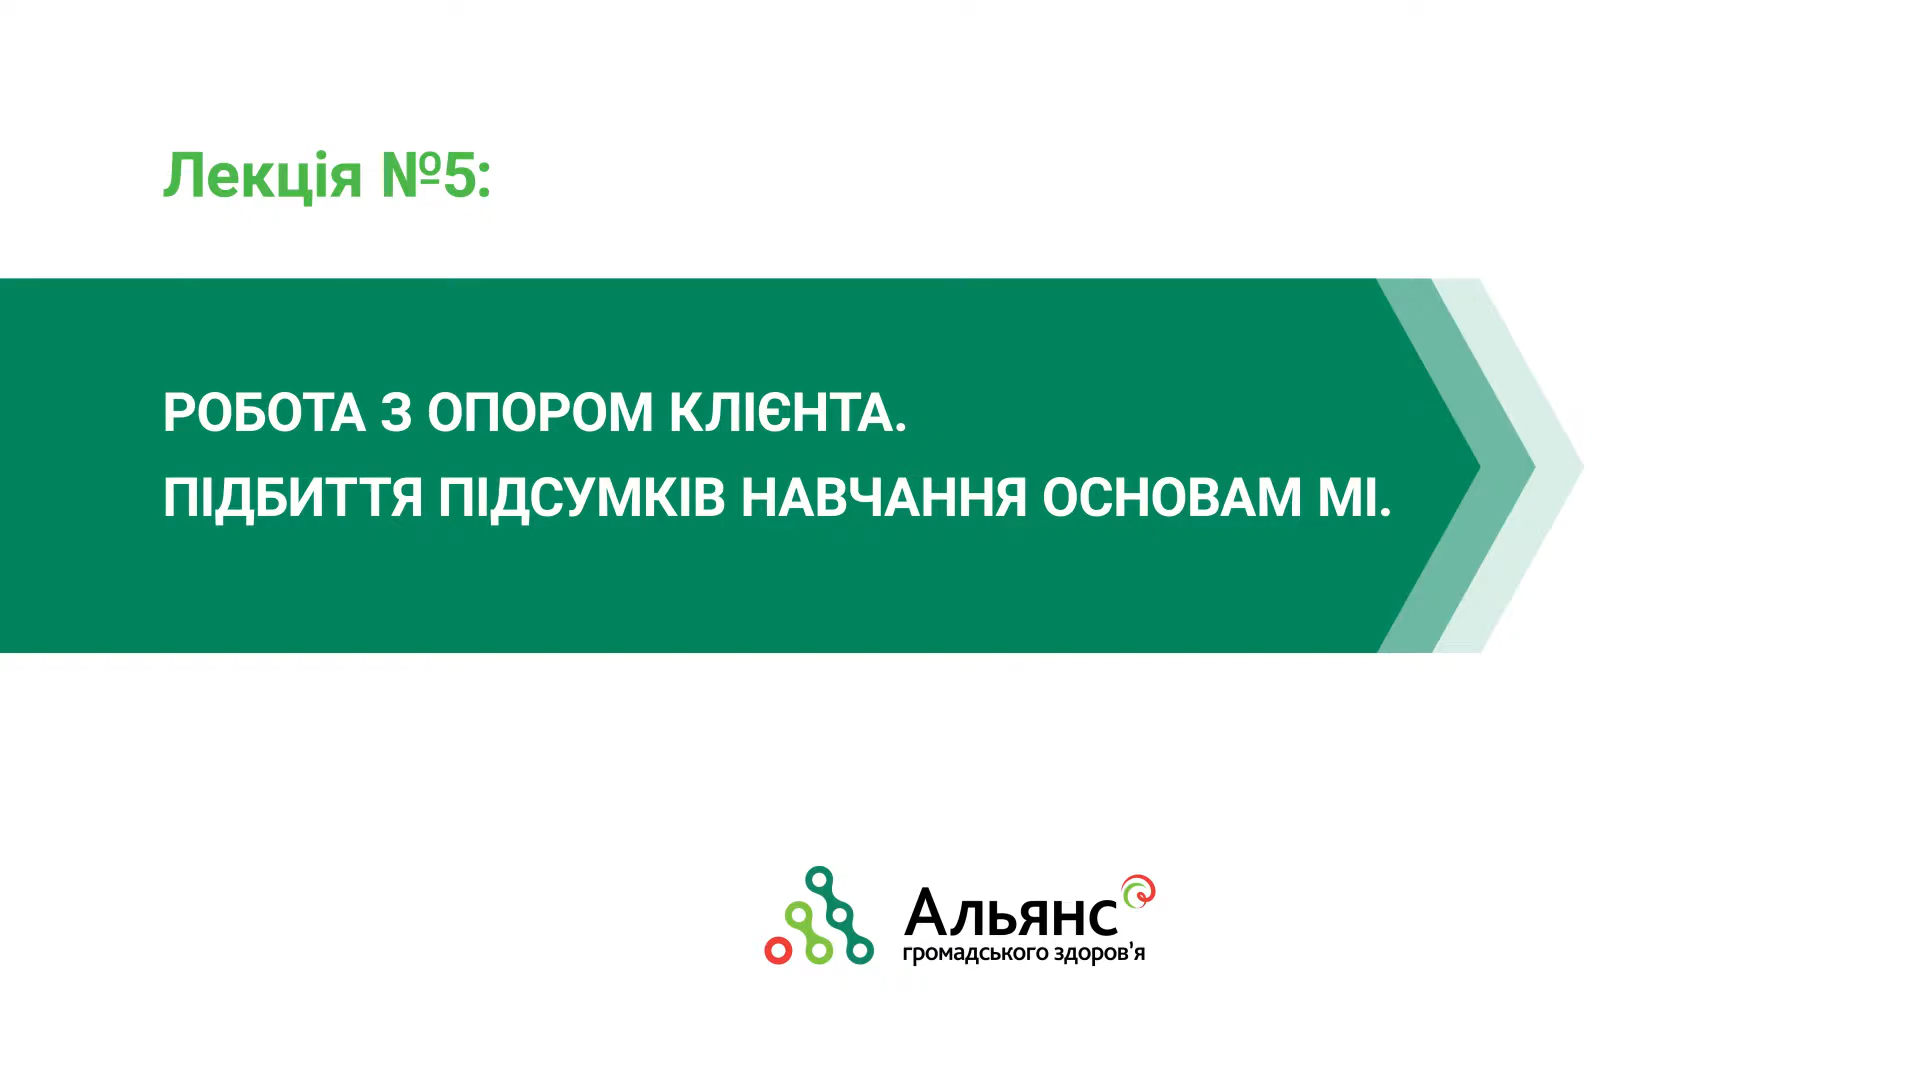 Лекція №5:
РОБОТА З ОПОРОМ КЛІЄНТА.
ПІДБИТТЯ ПІДСУМКІВ НАВЧАННЯ ОСНОВАМ МІ.
Альянс
громадського здоров'я